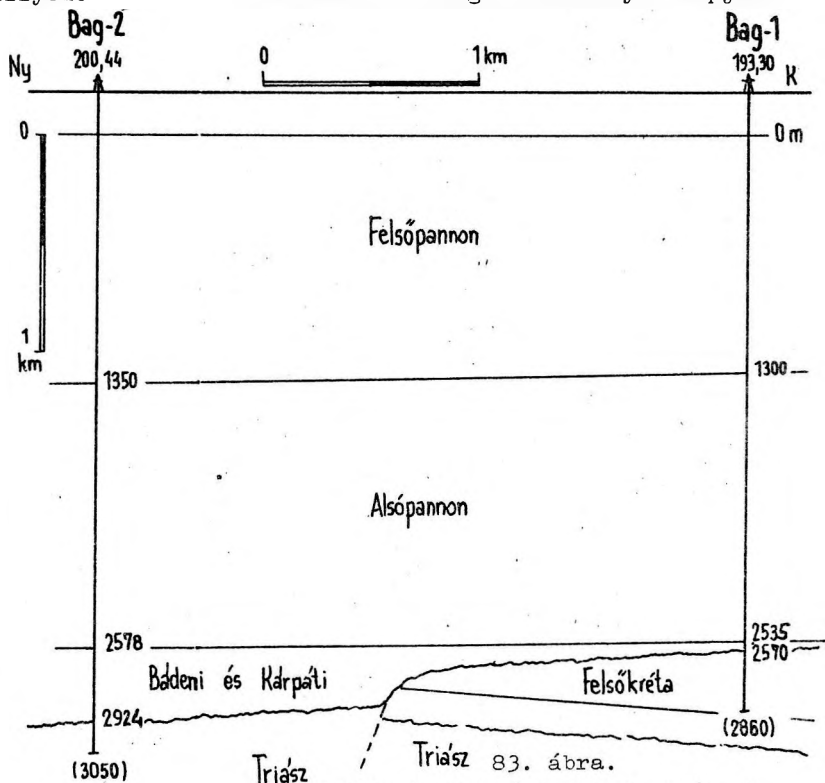 Bag-2
Bag-1
Ny
200,44
0
1 km
193,30
K
0
0 m
Felsőpannon
1
km
1350
1300
Alsópannon
2578
2535
2570
Bádeni és Kárpáti
Felsőkréta
2924
(2860)
(3050)
Triász
Triász
83. ábra.